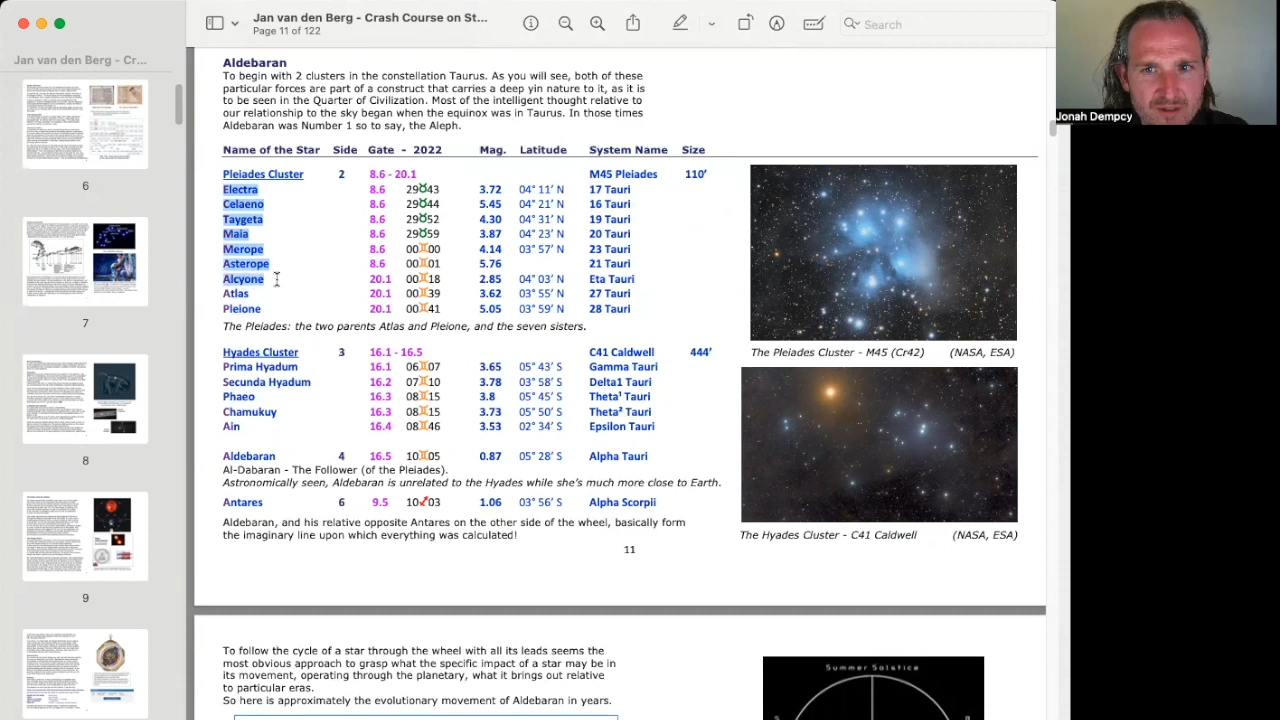 Jan van den Berg - Crash Course on St...
Page 11 of 122
Search
Jan van den Berg - Cr...
6
7
8
9
Jonah Dempcy
Aldebaran
To begin with 2 clusters in the constellation Taurus. As you will see, both of these
particular forces, part of a construct that carries a deep yin nature to it, as it is
to be seen in the Quarter of Civilization. Most of the intelligent thought relative to
our relationship to the sky began when the equinox was in Taurus. In those times
Aldebaran was Number 1 so to say, the Aleph.
Name of the Star Side Gate - 2022 Mag. Latitude System Name Size
Pleiades Cluster 2 8.6 - 20.1 M45 Pleiades 110’
Electra 8.6 29♉43 3.72 04° 11’ N 17 Tauri
Celaeno 8.6 29♉44 5.45 04° 21’ N 16 Tauri
Taygeta 8.6 29♉52 4.30 04° 31’ N 19 Tauri
Maia 8.6 29♉59 3.87 04° 23’ N 20 Tauri
Merope 8.6 00♊00 4.14 03° 57’ N 23 Tauri
Asterope 8.6 00♊01 5.76 21 Tauri
Alcyone 20.1 00♊18 2.85 04° 03’ N Eta Tauri
Atlas 20.1 00♊39 3.62 03° 55’ N 27 Tauri
Pleione 20.1 00♊41 5.05 03° 59’ N 28 Tauri
The Pleiades: the two parents Atlas and Pleione, and the seven sisters.
The Pleiades Cluster - M45 (Cr42) (NASA, ESA)
Hyades Cluster 3 16.1 - 16.5 C41 Caldwell 444’
Prima Hyadum 16.1 06♊07 3.65 05° 43’ S Gamma Tauri
Secunda Hyadum 16.2 07♊10 3.78 03° 58’ S Delta1 Tauri
Phaeo 16.3 08♊15 3.8 05° 45’ S Theta¹ Tauri
Chamukuy 16.3 08♊15 3.73 05° 50’ S Theta² Tauri
Ain 16.4 08♊46 3.53 02° 34’ S Epsilon Tauri
Aldebaran 4 16.5 10♊05 0.87 05° 28’ S Alpha Tauri
Al-Dabaran - The Follower (of the Pleiades).
Astronomically seen, Aldebaran is unrelated to the Hyades while she’s much more close to Earth.
Antares 6 9.5 10♐03 1.06 03° 56’ S Alpha Scorpii
Aldebaran, and his relative opposite Antares on the other side of the wheel, basically form
the imaginary line upon which everything was calculated!
The Hyades Cluster - C41 Caldwell (NASA, ESA)
11
To follow the cycle of a star through the wheel with all its leads seems the
most obvious approach to grasp what the specifications of a star may be in
its movement, operating through the planetary, what it brings out relative
to particular eras.
So here is approximately the evolutionary movement of Aldebaran in years.
Summer Solstice